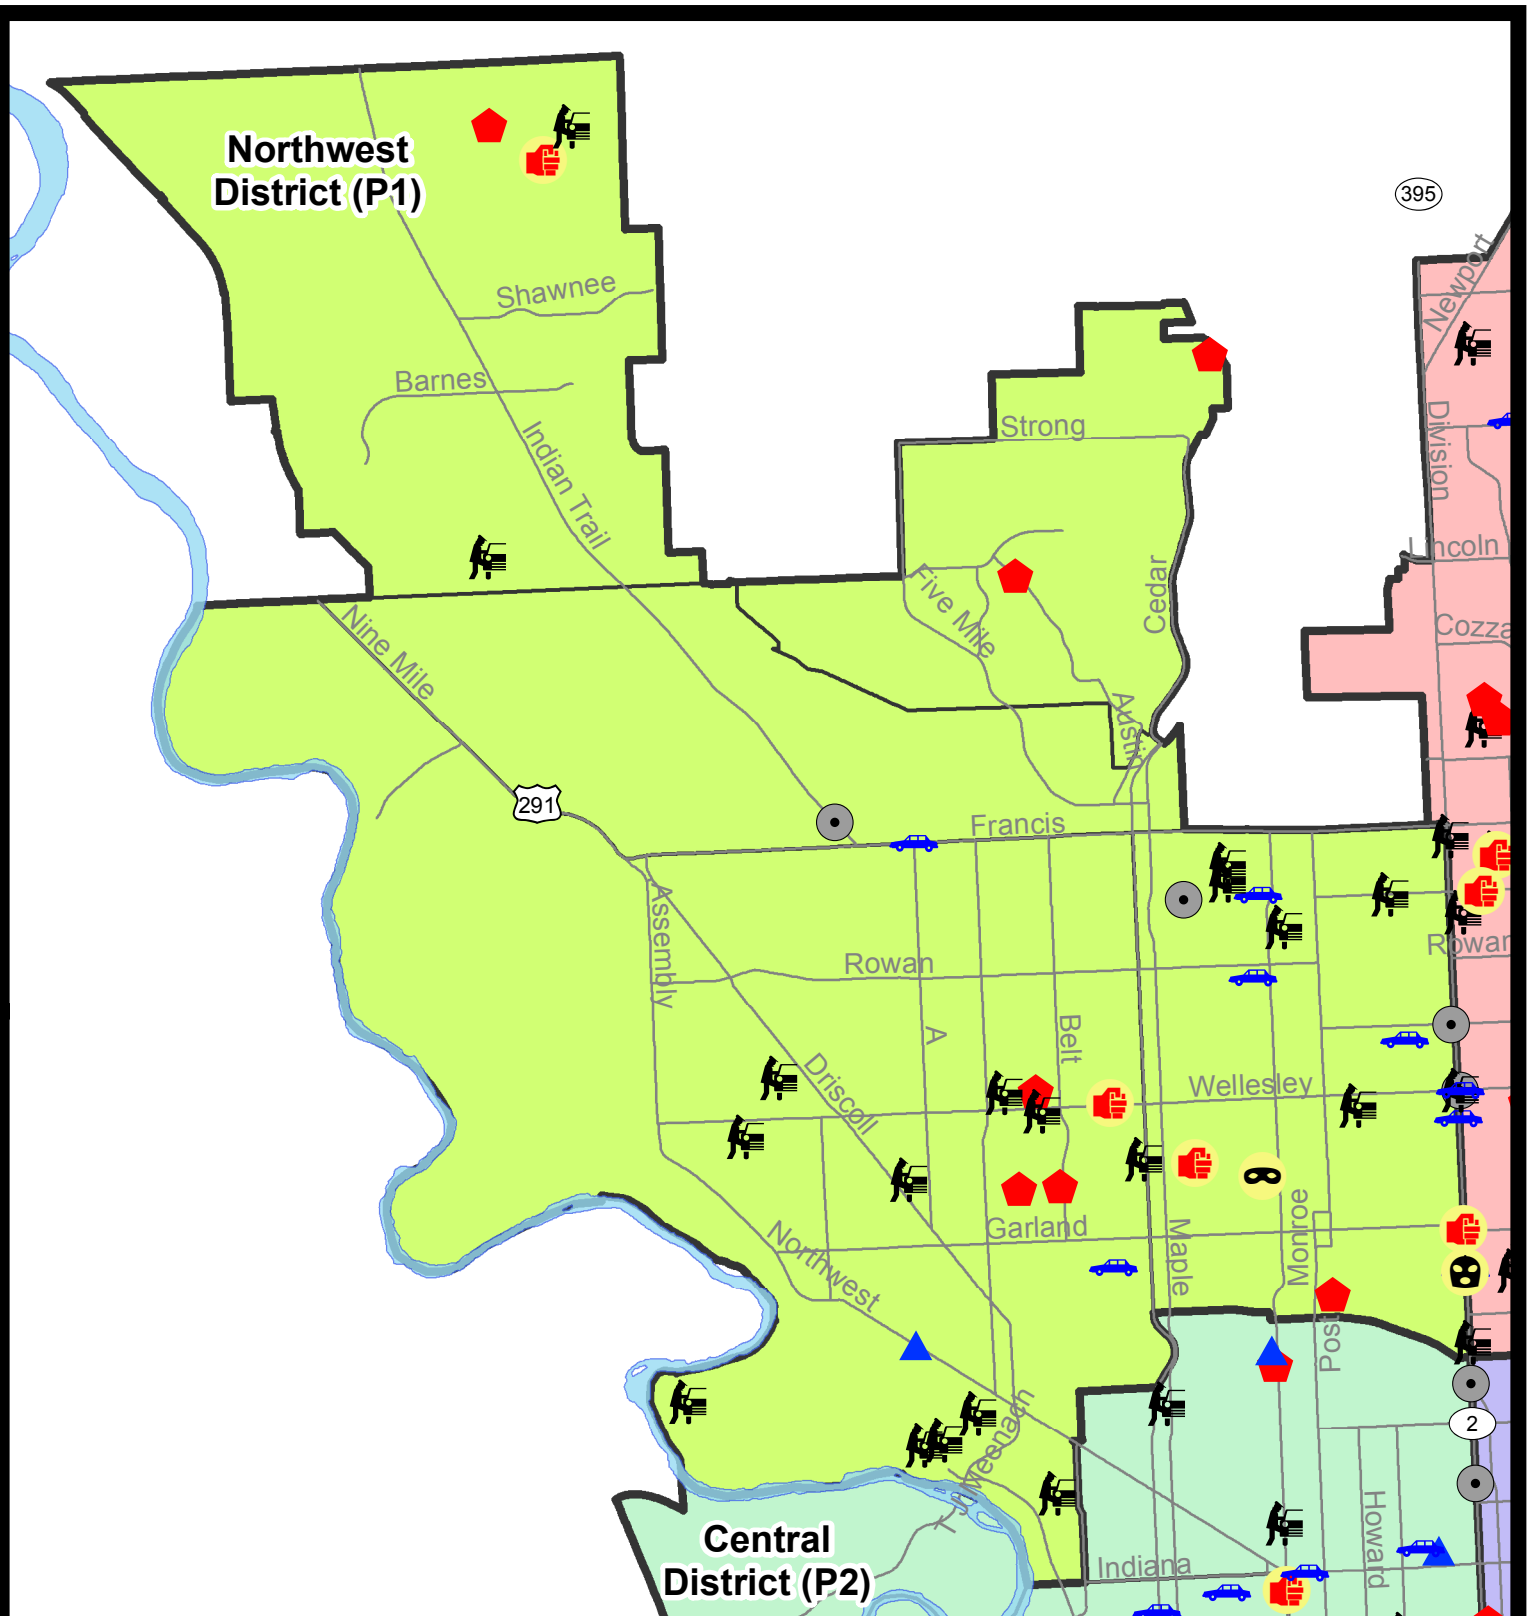 Northwest
District (P1)
395
Newport
Shawnee
Barnes
Strong
Division
Indian Trail
Lincoln
Five Mile
Cedar
Cozza
Nine Mile
Austin
291
Francis
Assembly
Rowan
Rowan
A
Belt
Driscoll
Wellesley
Garland
Northwest
Maple
Monroe
Post
2
T J Meenach
Howard
Central
District (P2)
Indiana